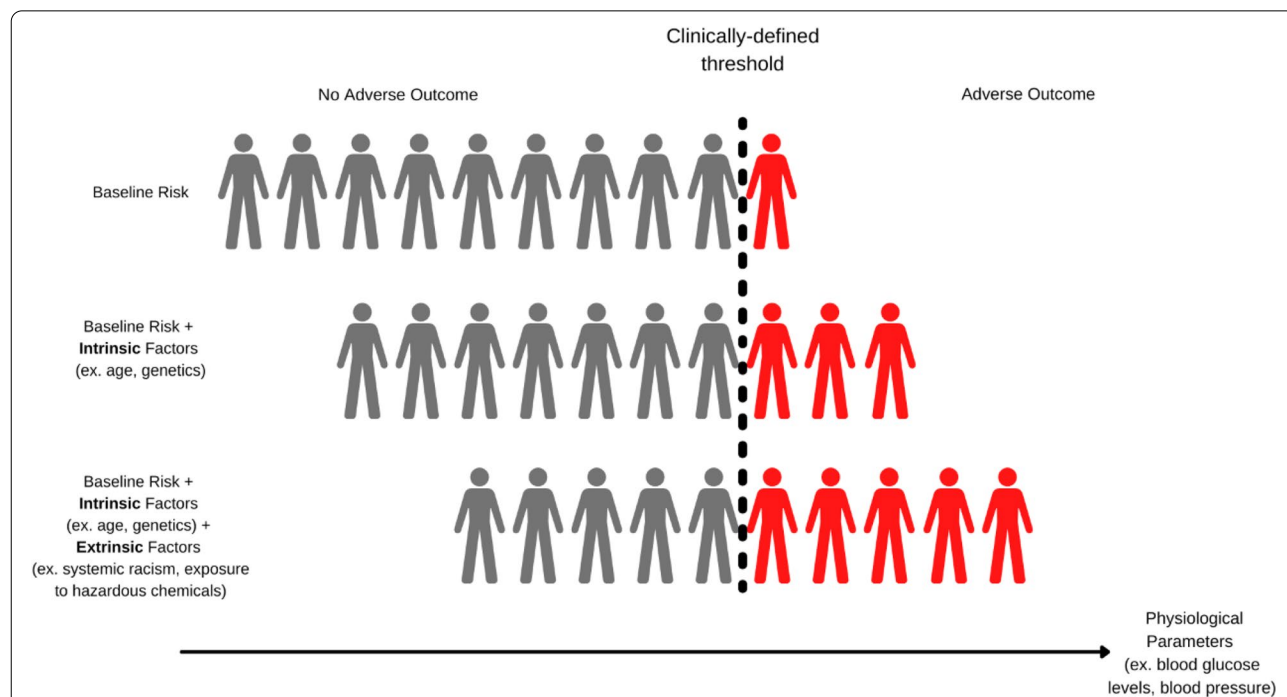 Clinically-defined
threshold
No Adverse Outcome
Adverse Outcome
Baseline Risk
Baseline Risk +
Intrinsic Factors
(ex. age, genetics)
Baseline Risk +
Intrinsic Factors
(ex. age, genetics) +
Extrinsic Factors
(ex. systemic racism, exposure
to hazardous chemicals)
Physiological
Parameters
(ex. blood glucose
levels, blood pressure)